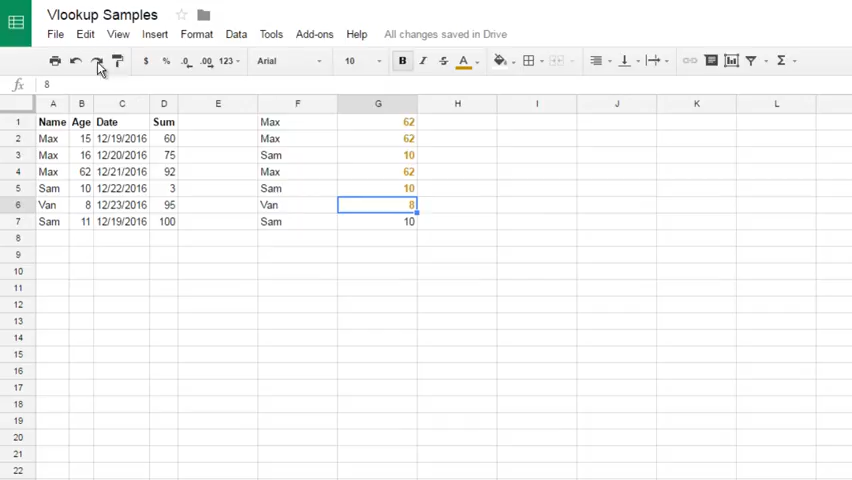 Vlookup Samples
File Edit View Insert Format Data Tools Add-ons Help All changes saved in Drive
$ % .0 .00 123 Arial 10 B I S A Σ
fx 8
A B C D E F G H I J K L
1 Name Age Date Sum Max 62
2 Max 15 12/19/2016 60 Max 62
3 Max 16 12/20/2016 75 Sam 10
4 Max 62 12/21/2016 92 Max 62
5 Sam 10 12/22/2016 3 Sam 10
6 Van 8 12/23/2016 95 Van 8
7 Sam 11 12/19/2016 100 Sam 10
8
9
10
11
12
13
14
15
16
17
18
19
20
21
22